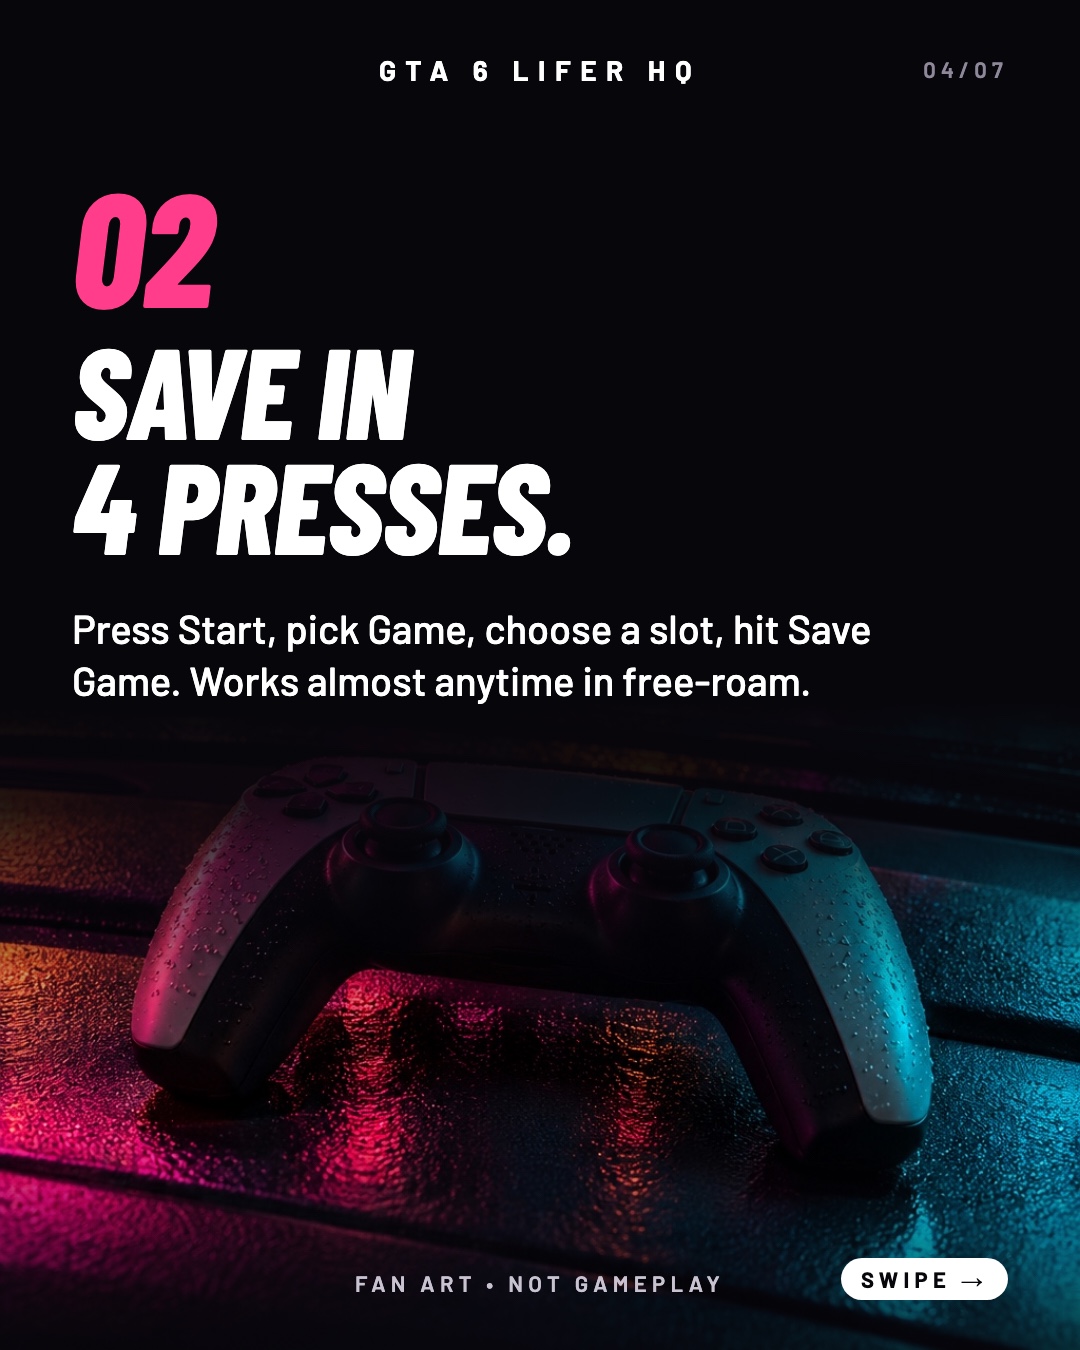 GTA 6 LIFER HQ
04/07
02
SAVE IN
4 PRESSES.
Press Start, pick Game, choose a slot, hit Save
Game. Works almost anytime in free-roam.
FAN ART • NOT GAMEPLAY
SWIPE →